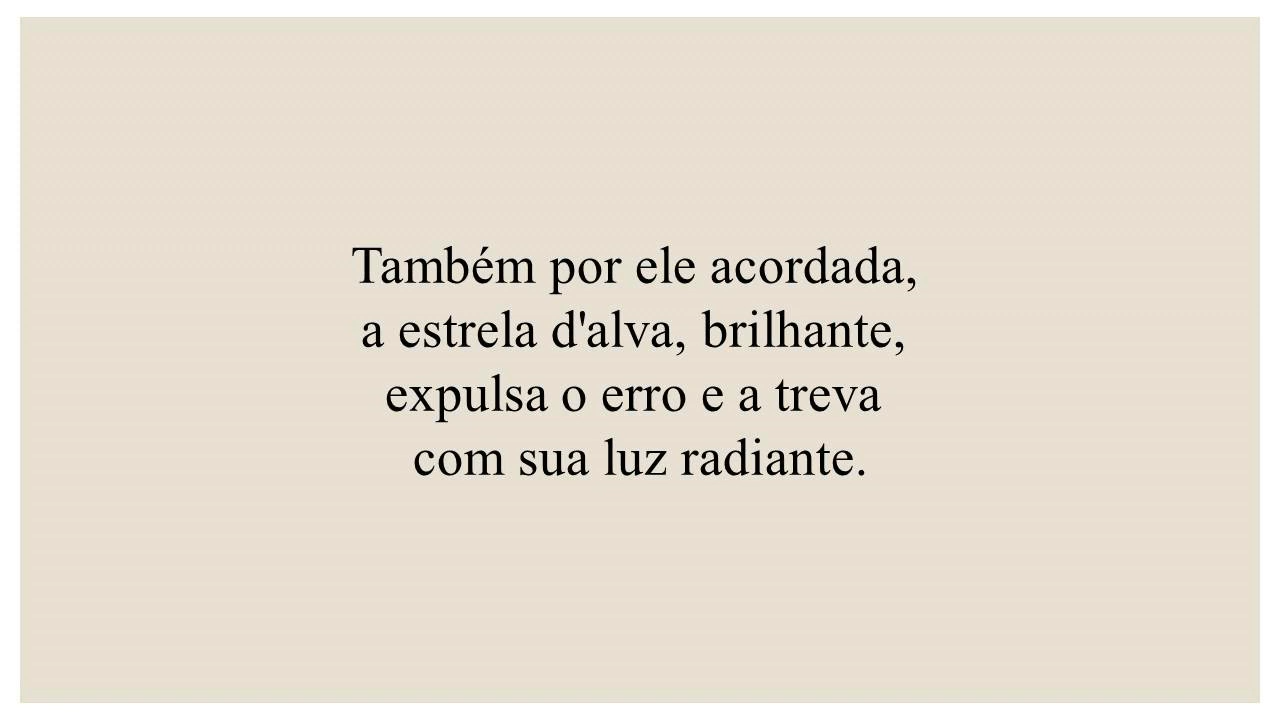 Também por ele acordada,
a estrela d'alva, brilhante,
expulsa o erro e a treva
com sua luz radiante.